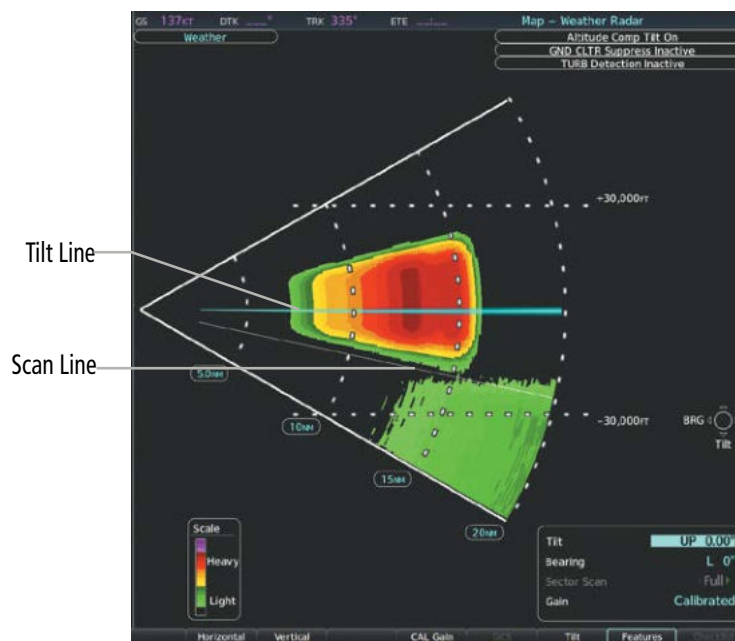 GS 137KT DTK ___° TRK 335° ETE __:__ Map – Weather Radar
Weather
Altitude Comp Tilt On
GND CLTR Suppress Inactive
TURB Detection Inactive
+30,000FT
Tilt Line
Scan Line
5.0NM
10NM
-30,000FT
BRG
Tilt
15NM
20NM
Scale
Heavy
Light
Tilt UP 0.00°
Bearing L 0°
Sector Scan Full
Gain Calibrated
Horizontal Vertical CAL Gain Tilt Features